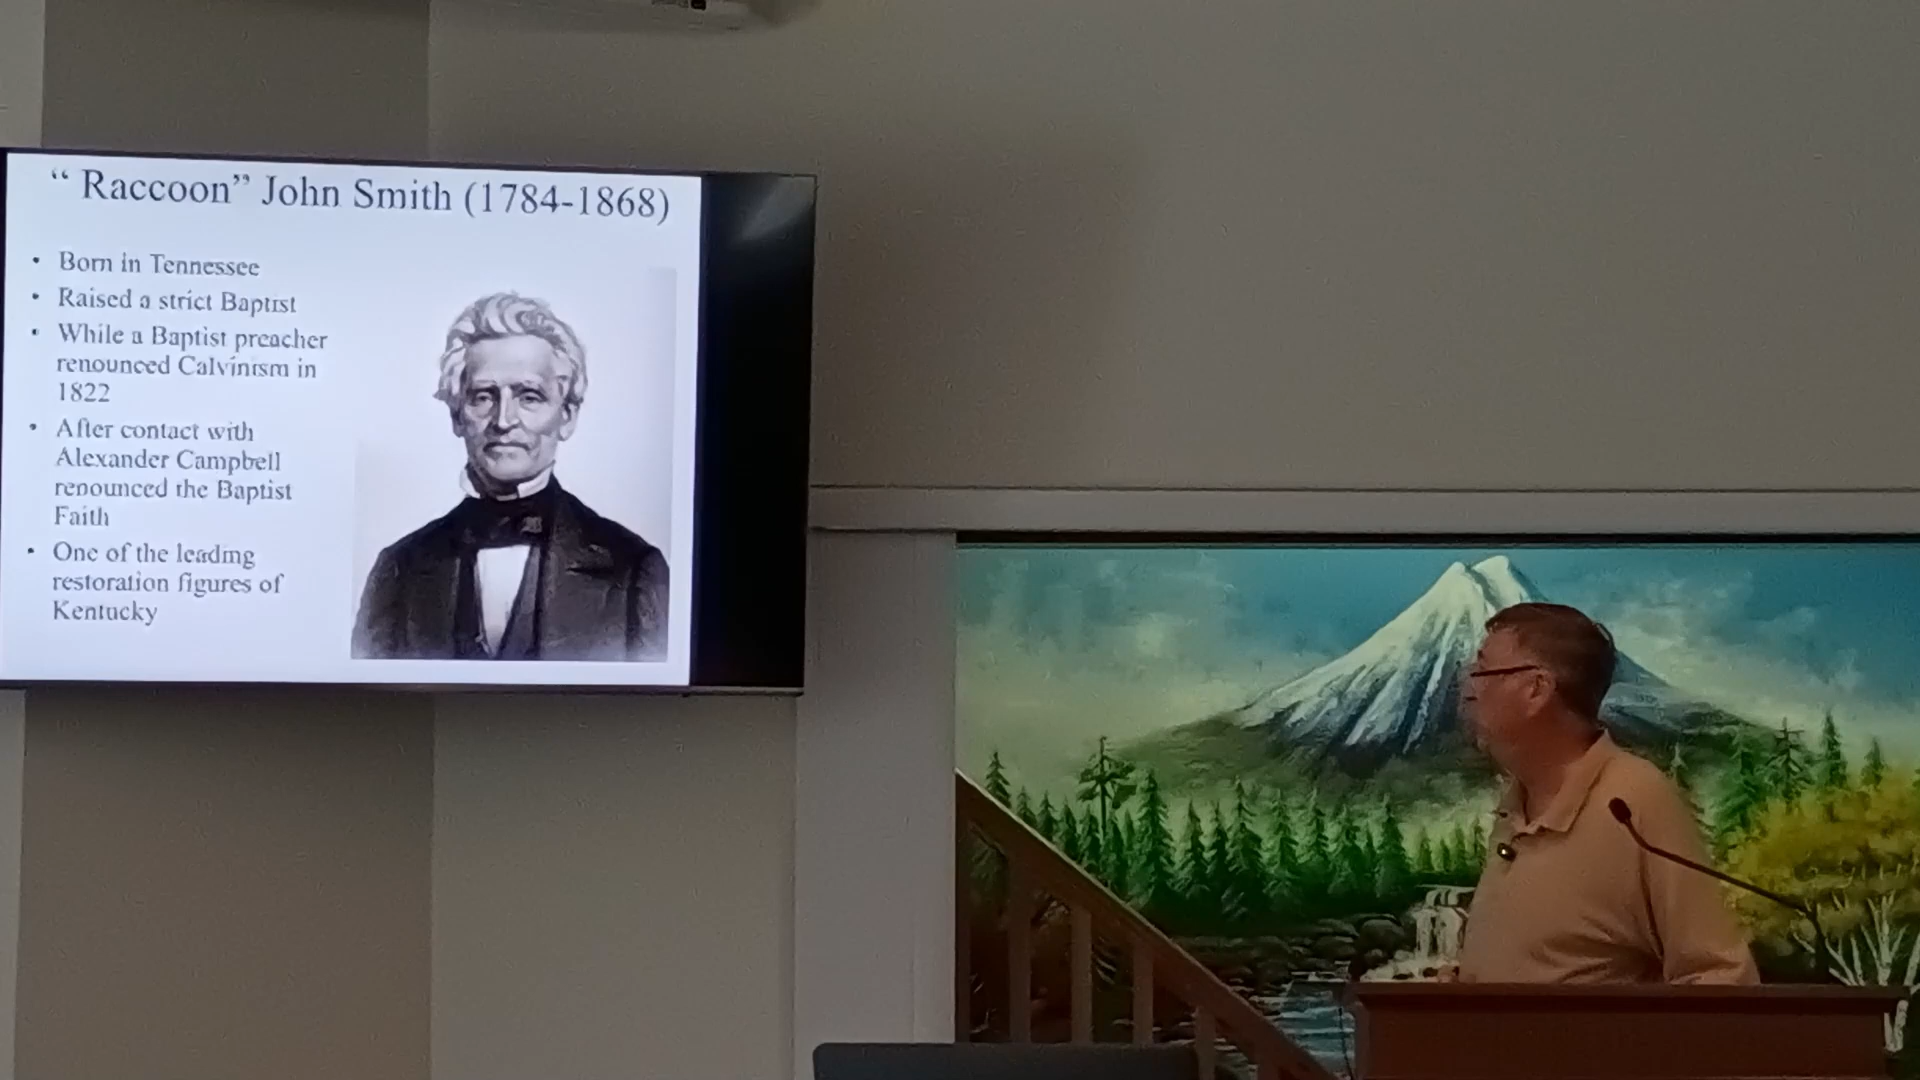 “ Raccoon” John Smith (1784-1868)
• Born in Tennessee
• Raised a strict Baptist
• While a Baptist preacher
renounced Calvinism in
1822
• After contact with
Alexander Campbell
renounced the Baptist
Faith
• One of the leading
restoration figures of
Kentucky